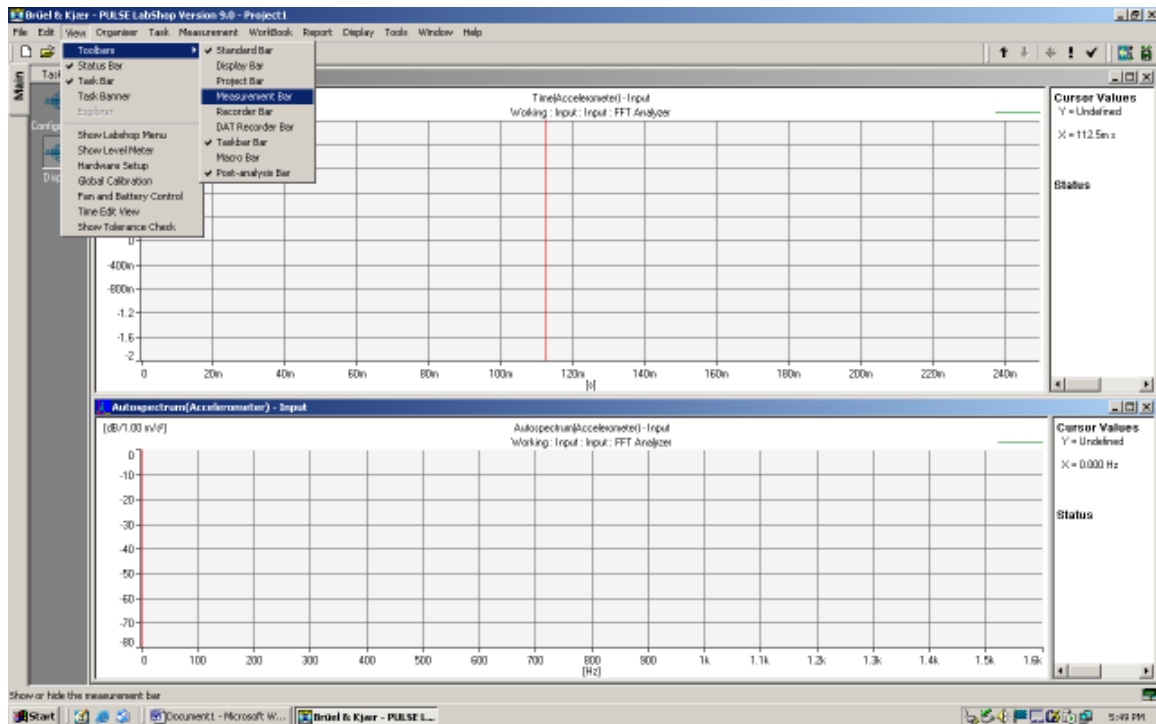 Brüel & Kjær - PULSE LabShop Version 9.0 - Project1
File Edit View Organiser Task Measurement WorkBook Report Display Tools Window Help
Toolbars
Status Bar
Task Bar
Task Banner
Explorer
Show Labshop Menu
Show Level Meter
Hardware Setup
Global Calibration
Fan and Battery Control
Time Edit View
Show Tolerance Check
Standard Bar
Display Bar
Project Bar
Measurement Bar
Recorder Bar
DAT Recorder Bar
Taskbar Bar
Macro Bar
Post-analysis Bar
Main
Time(Accelerometer) - Input
Working : Input : Input : FFT Analyzer
Cursor Values
Y = Undefined
X = 112.5m s
Status
0
-400m
-800m
-1.2
-1.6
-2
0 20m 40m 60m 80m 100m 120m 140m 160m 180m 200m 220m 240m
[s]
Autospectrum(Accelerometer) - Input
[dB/1.00 m/s²]
Autospectrum(Accelerometer) - Input
Working : Input : Input : FFT Analyzer
Cursor Values
Y = Undefined
X = 0.000 Hz
Status
0
-10
-20
-30
-40
-50
-60
-70
-80
0 100 200 300 400 500 600 700 800 900 1k 1.1k 1.2k 1.3k 1.4k 1.5k 1.6k
[Hz]
Show or hide the measurement bar
Start Document1 - Microsoft W... Brüel & Kjær - PULSE L... 5:49 PM